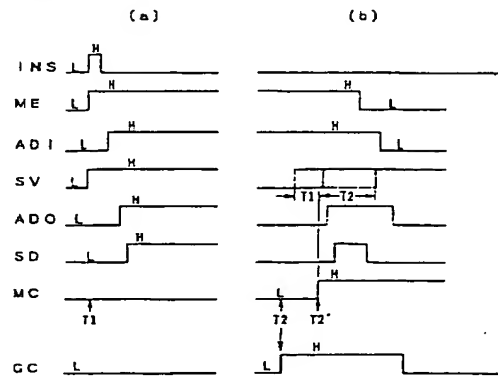 (a) (b)
INS L H
ME L H H L
ADI L H H L
SV L H T1 T2
ADO L H
SD L H
MC T1 L H T2 T2'
GC L L H